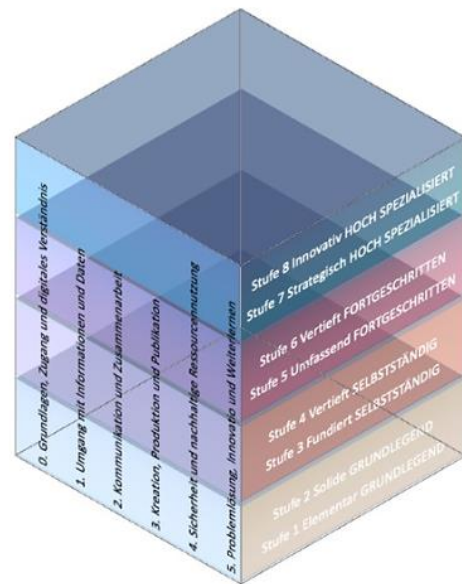 0. Grundlagen, Zugang und digitales Verständnis
1. Umgang mit Informationen und Daten
2. Kommunikation und Zusammenarbeit
3. Kreation, Produktion und Publikation
4. Sicherheit und nachhaltige Ressourcennutzung
5. Problemlösung, Innovatio und Weiterlernen
Stufe 8 Innovativ HOCH SPEZIALISIERT
Stufe 7 Strategisch HOCH SPEZIALISIERT
Stufe 6 Vertieft FORTGESCHRITTEN
Stufe 5 Umfassend FORTGESCHRITTEN
Stufe 4 Vertieft SELBSTSTÄNDIG
Stufe 3 Fundiert SELBSTSTÄNDIG
Stufe 2 Solide GRUNDLEGEND
Stufe 1 Elementar GRUNDLEGEND